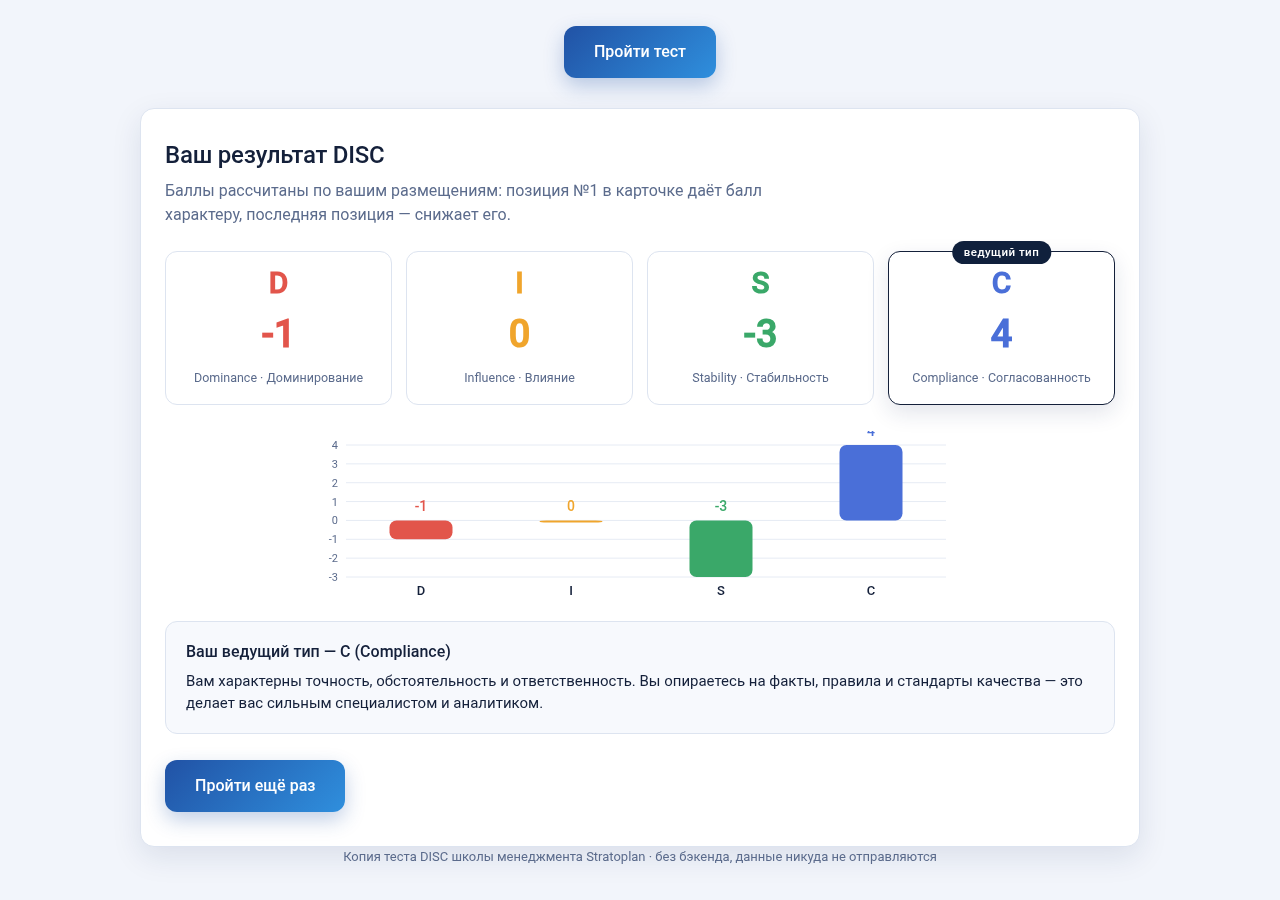 Пройти тест
Ваш результат DISC
Баллы рассчитаны по вашим размещениям: позиция №1 в карточке даёт балл
характеру, последняя позиция — снижает его.
ведущий тип
D
I
S
C
-1
0
-3
4
Dominance · Доминирование
Influence · Влияние
Stability · Стабильность
Compliance · Согласованность
4
4
3
2
1
0
-1
-2
-3
-1
0
-3
D
I
S
C
Ваш ведущий тип — C (Compliance)
Вам характерны точность, обстоятельность и ответственность. Вы опираетесь на факты, правила и стандарты качества — это
делает вас сильным специалистом и аналитиком.
Пройти ещё раз
Копия теста DISC школы менеджмента Stratoplan · без бэкенда, данные никуда не отправляются